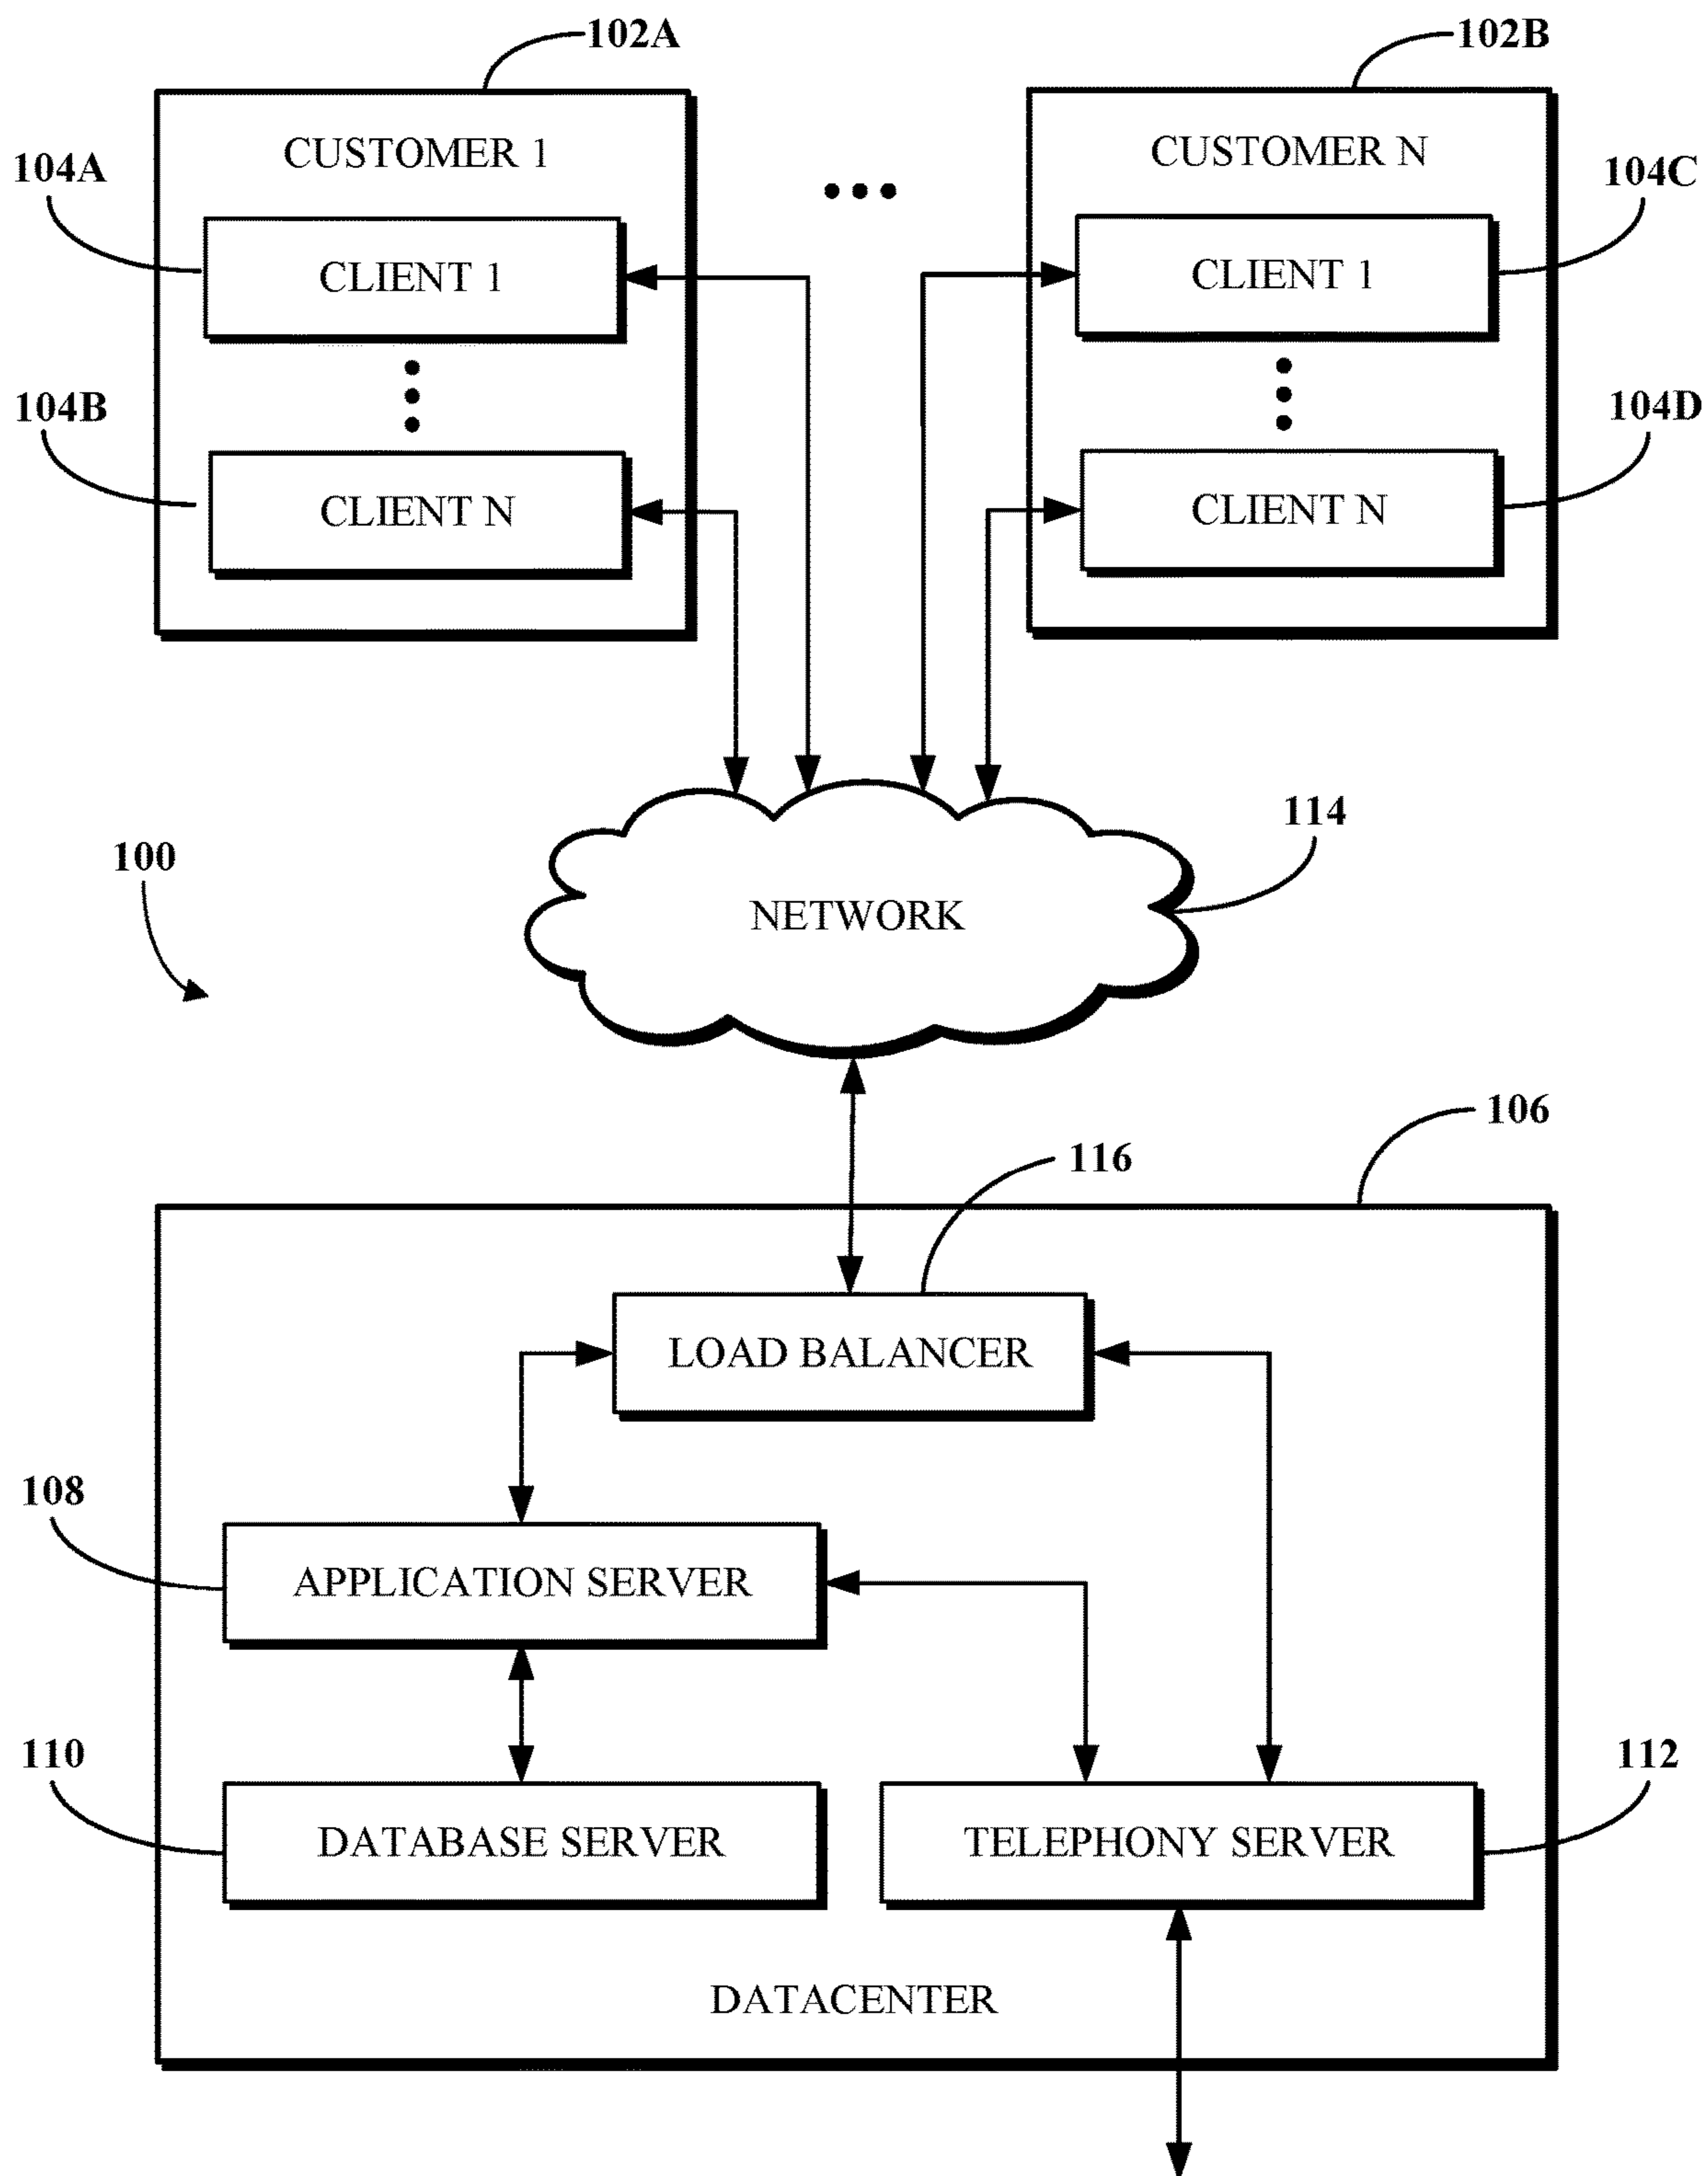 102A
102B
CUSTOMER 1
CUSTOMER N
104A
104C
CLIENT 1
CLIENT 1
104B
104D
CLIENT N
CLIENT N
114
100
NETWORK
106
116
LOAD BALANCER
108
APPLICATION SERVER
110
112
DATABASE SERVER
TELEPHONY SERVER
DATACENTER